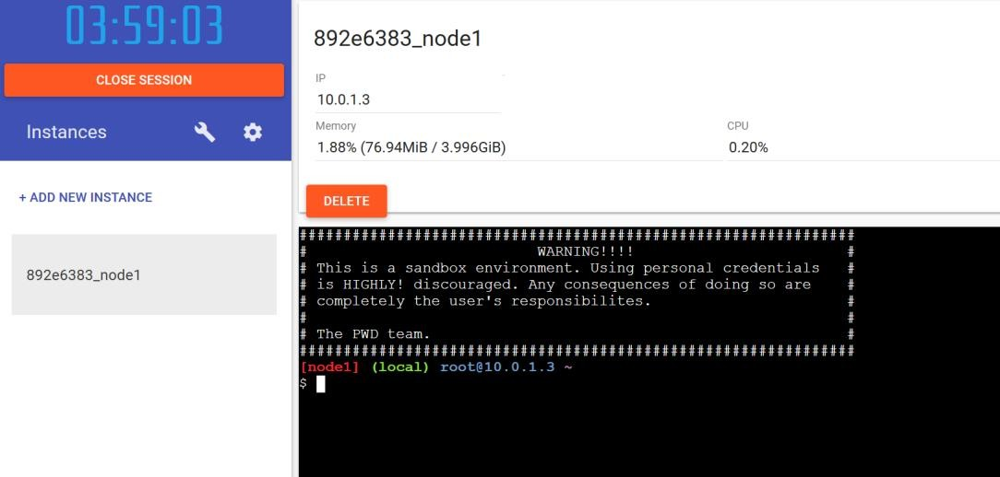 03:59:03
CLOSE SESSION
Instances
+ ADD NEW INSTANCE
892e6383_node1
892e6383_node1
IP
10.0.1.3
Memory
CPU
1.88% (76.94MiB / 3.996GiB)
0.20%
DELETE
###############################################################
#                          WARNING!!!!                        #
# This is a sandbox environment. Using personal credentials   #
# is HIGHLY! discouraged. Any consequences of doing so are    #
# completely the user's responsibilites.                      #
#                                                             #
# The PWD team.                                               #
###############################################################
[node1] (local) root@10.0.1.3 ~
$